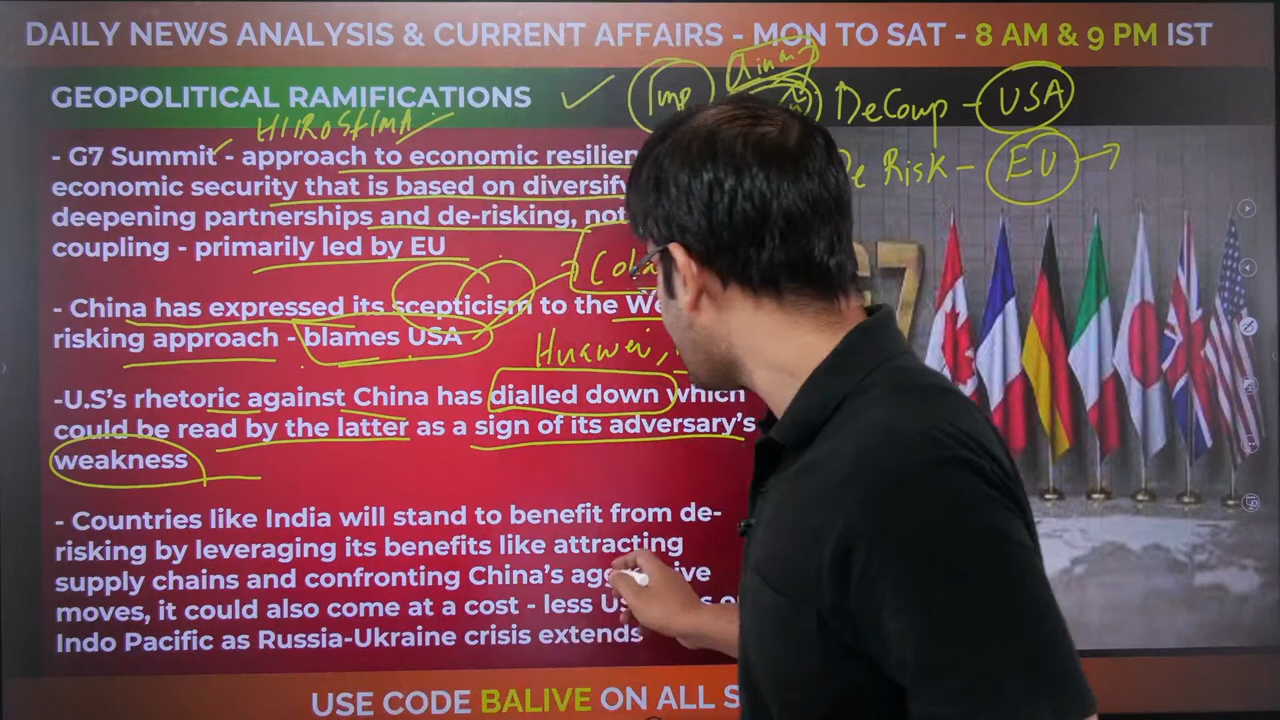 DAILY NEWS ANALYSIS & CURRENT AFFAIRS - MON TO SAT - 8 AM & 9 PM IST
GEOPOLITICAL RAMIFICATIONS
Imp
DeCoup - USA
HIIROSHIMA
De Risk - EU
- G7 Summit - approach to economic resilien
economic security that is based on diversify
deepening partnerships and de-risking, not
coupling - primarily led by EU
- China has expressed its scepticism to the We
risking approach - blames USA
Huawei,
-U.S's rhetoric against China has dialled down which
could be read by the latter as a sign of its adversary's
weakness
- Countries like India will stand to benefit from de-
risking by leveraging its benefits like attracting
supply chains and confronting China's agg ive
moves, it could also come at a cost - less US
Indo Pacific as Russia-Ukraine crisis extends
USE CODE BALIVE ON ALL S